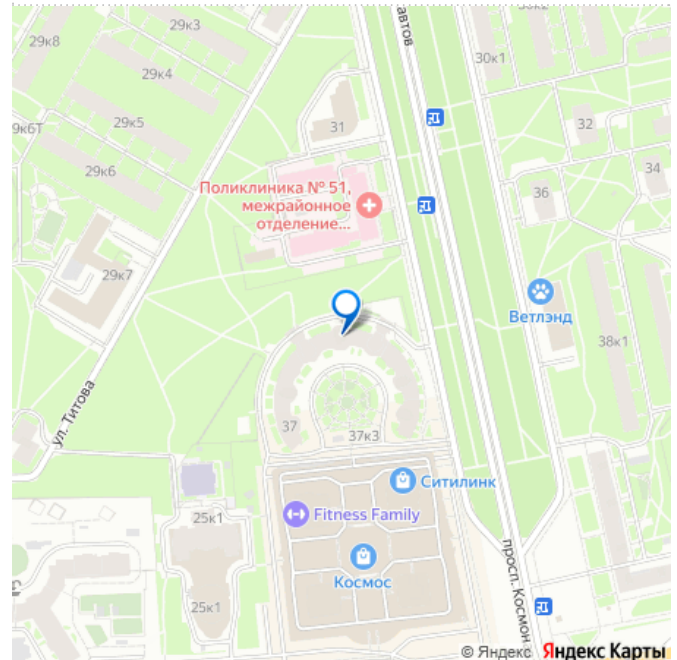 29к3
29к8
автов
30к1
29к4
29к5
31
32
29к6
34
Поликлиника № 51,
межрайонное
отделение...
36
29к7
Ветлэнд
38к1
ул. Титова
37
37к3
Ситилинк
Fitness Family
25к1
Космос
просп. Космон
25к1
© Яндекс Яндекс Карты